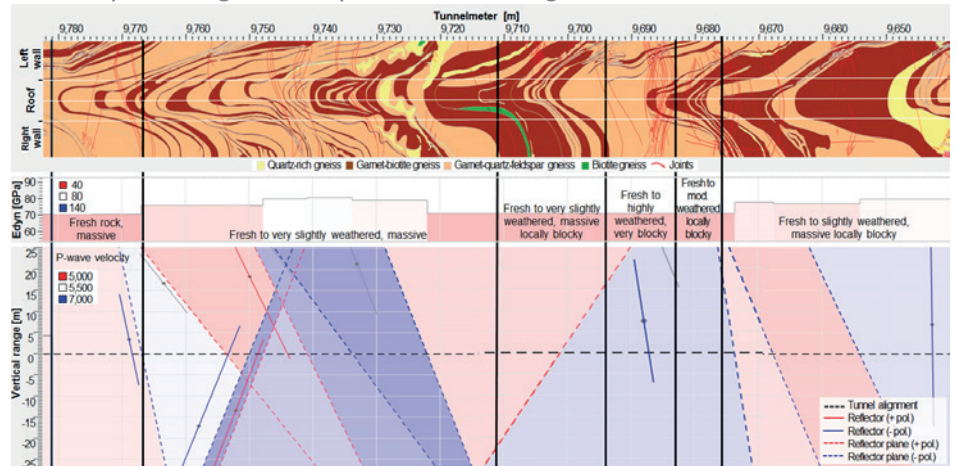 Tunnelmeter [m]
9,780 9,770 9,760 9,750 9,740 9,730 9,720 9,710 9,700 9,690 9,680 9,670 9,660 9,650
Left wall
Roof
Right wall
Quartz-rich gneiss Garnet-biotite gneiss Garnet-quartz-feldspar gneiss Biotite gneiss Joints
Edyn [GPa]
90
80
70
60
40
80
140
Fresh rock,
massive
Fresh to very slightly weathered, massive
Fresh to very slightly
weathered, massive
locally blocky
Fresh to
highly
weathered,
very blocky
Fresh to
mod.
weathered
locally
blocky
Fresh to slightly weathered,
massive locally blocky
P-wave velocity
5,000
5,500
7,000
Vertical range [m]
20
15
10
5
0
-5
-10
-15
-20
-25
Tunnel alignment
Reflector (+ pol.)
Reflector (- pol.)
Reflector plane (+ pol.)
Reflector plane (- pol.)